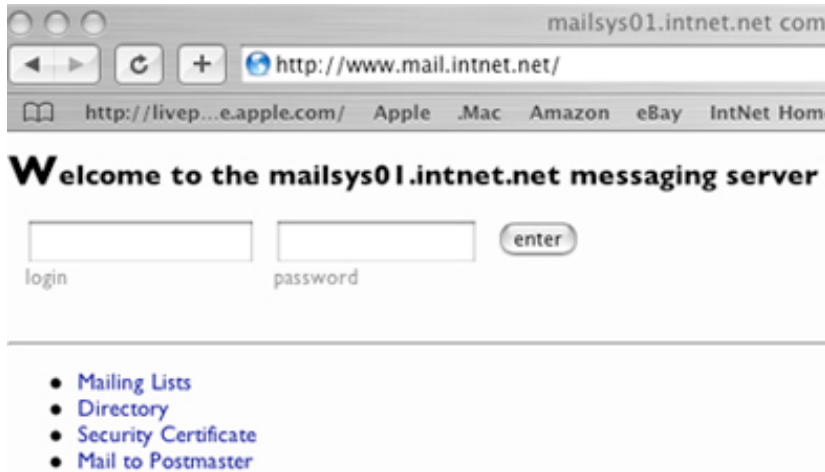 mailsys01.intnet.net com
http://www.mail.intnet.net/
http://livep...e.apple.com/ Apple .Mac Amazon eBay IntNet Hom
Welcome to the mailsys01.intnet.net messaging server
enter
login password
Mailing Lists
Directory
Security Certificate
Mail to Postmaster